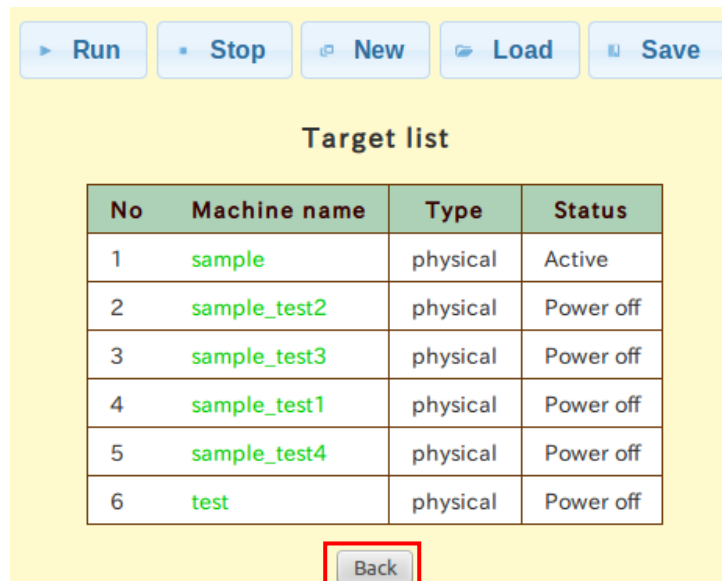 Run Stop New Load Save
Target list
No Machine name Type Status
1 sample physical Active
2 sample_test2 physical Power off
3 sample_test3 physical Power off
4 sample_test1 physical Power off
5 sample_test4 physical Power off
6 test physical Power off
Back